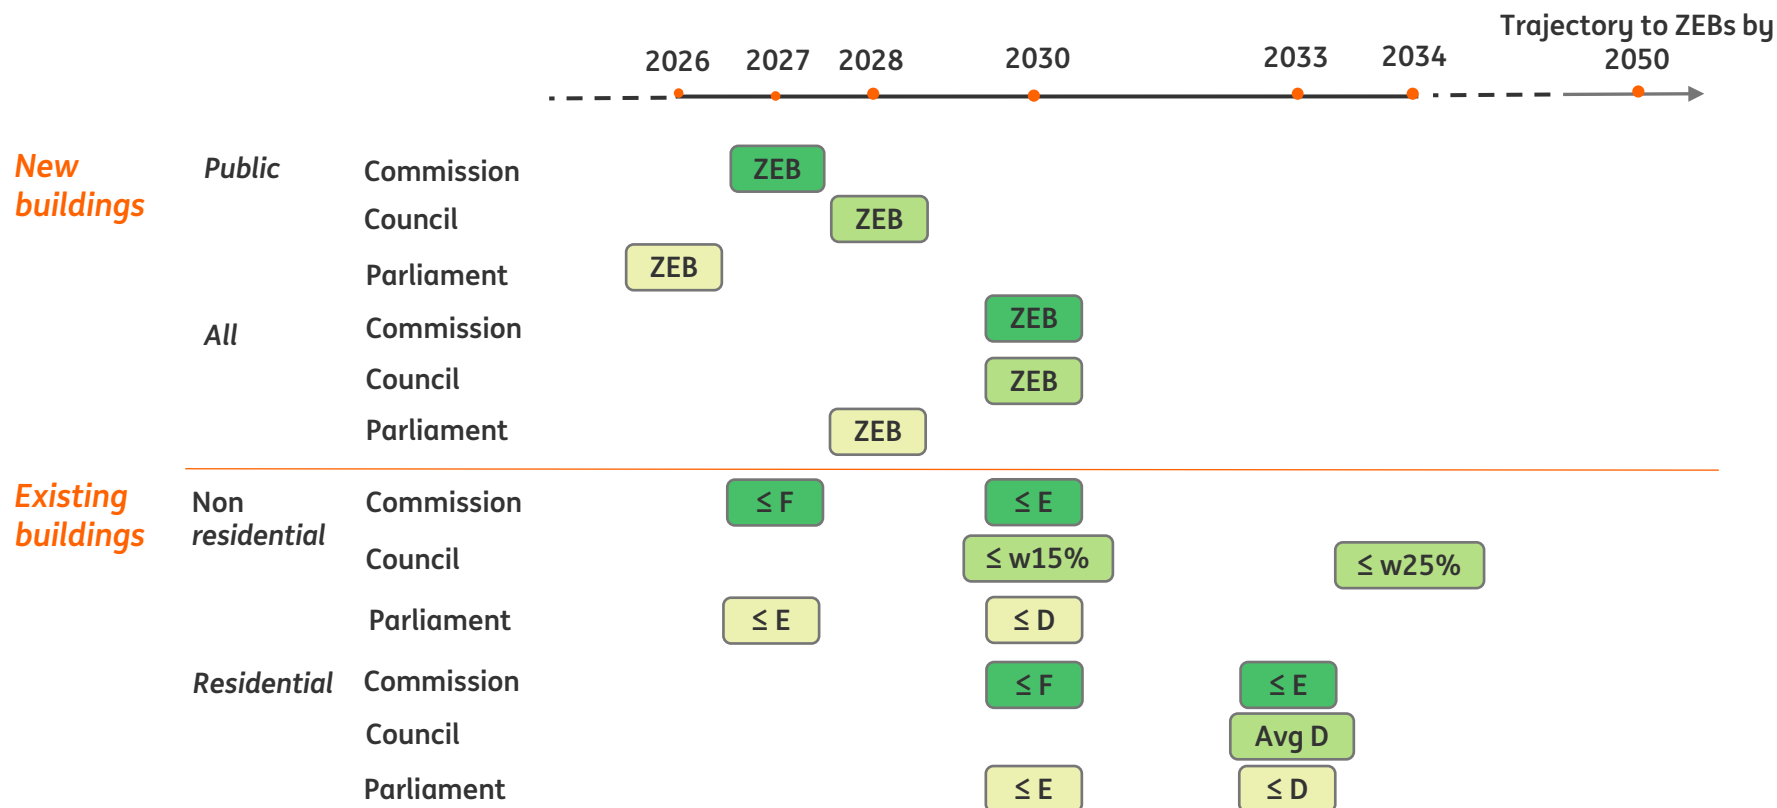 Trajectory to ZEBs by
2026 2027 2028 2030 2033 2034 2050
New
buildings
Public
Commission ZEB
Council ZEB
Parliament ZEB
All
Commission ZEB
Council ZEB
Parliament ZEB
Existing
buildings
Non
residential
Commission ≤ F ≤ E
Council ≤ w15% ≤ w25%
Parliament ≤ E ≤ D
Residential Commission ≤ F ≤ E
Council Avg D
Parliament ≤ E ≤ D